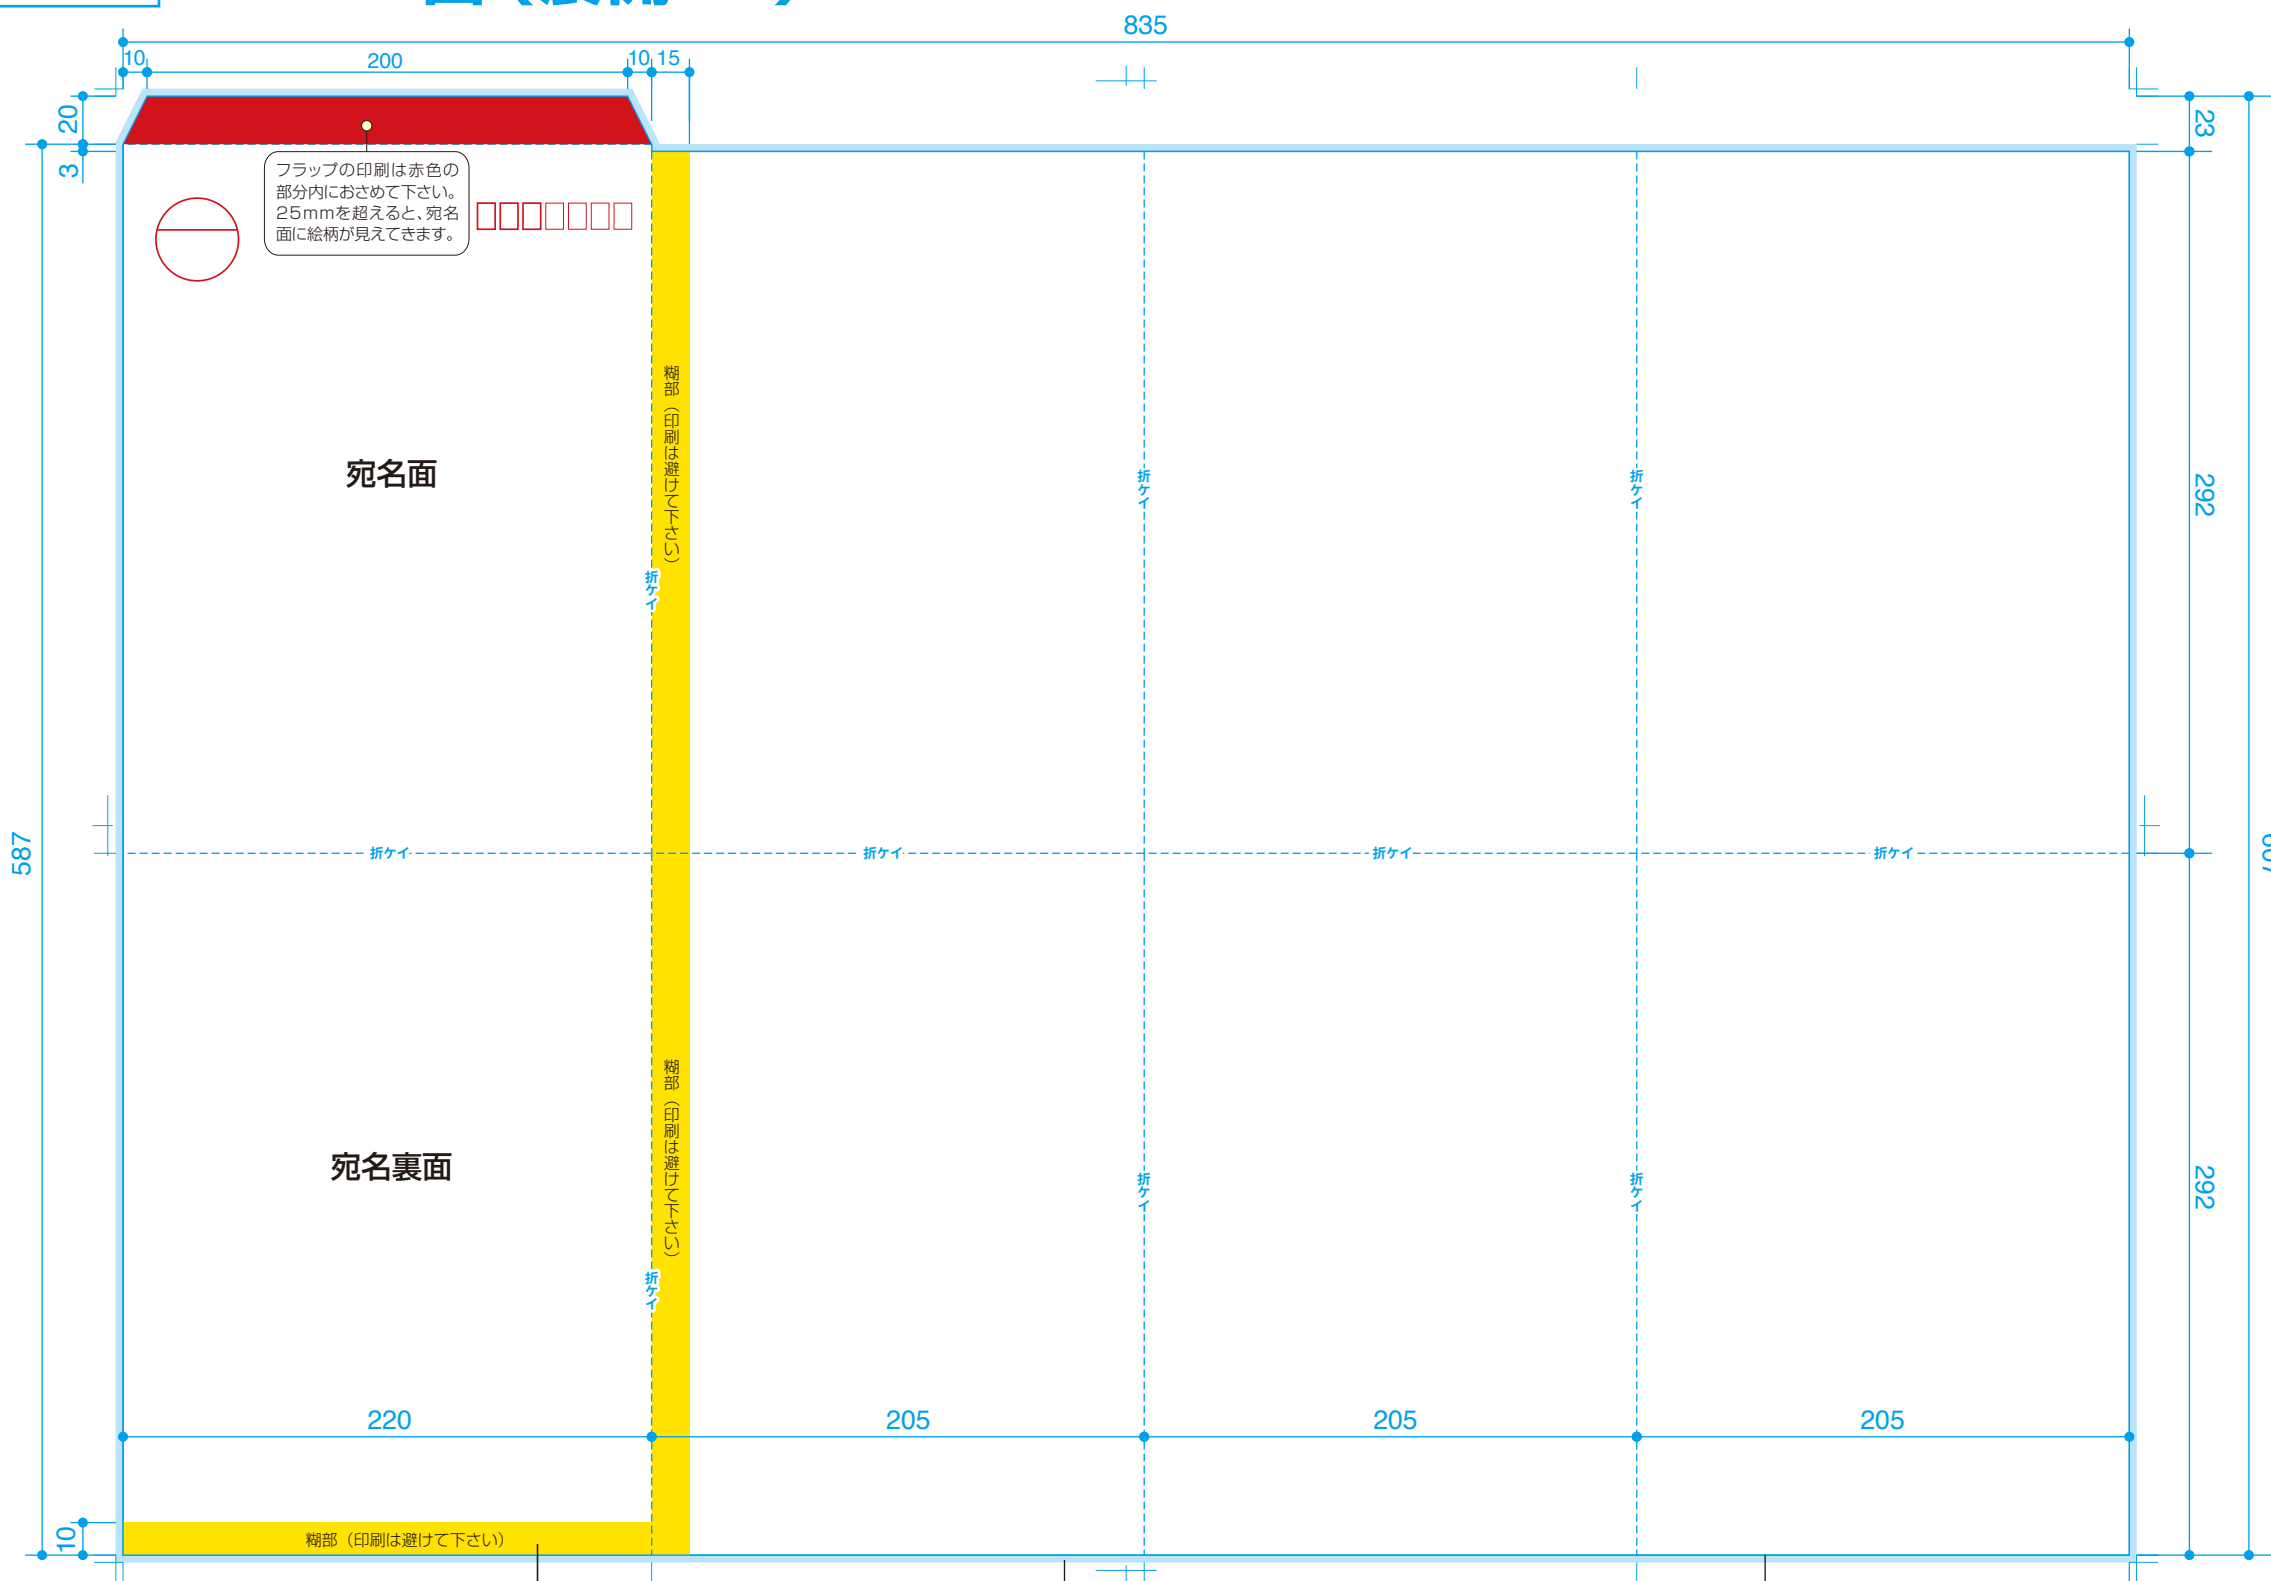 835
10
200
10
15
20
3
23
フラップの印刷は赤色の
部分内におさめて下さい。
25mmを超えると、宛名
面に絵柄が見えてきます。
糊部（印刷は避けて下さい）
宛名面
折ケイ
折ケイ
292
折ケイ
587
折ケイ
折ケイ
折ケイ
折ケイ
糊部（印刷は避けて下さい）
宛名裏面
折ケイ
折ケイ
292
折ケイ
220
205
205
205
10
糊部（印刷は避けて下さい）